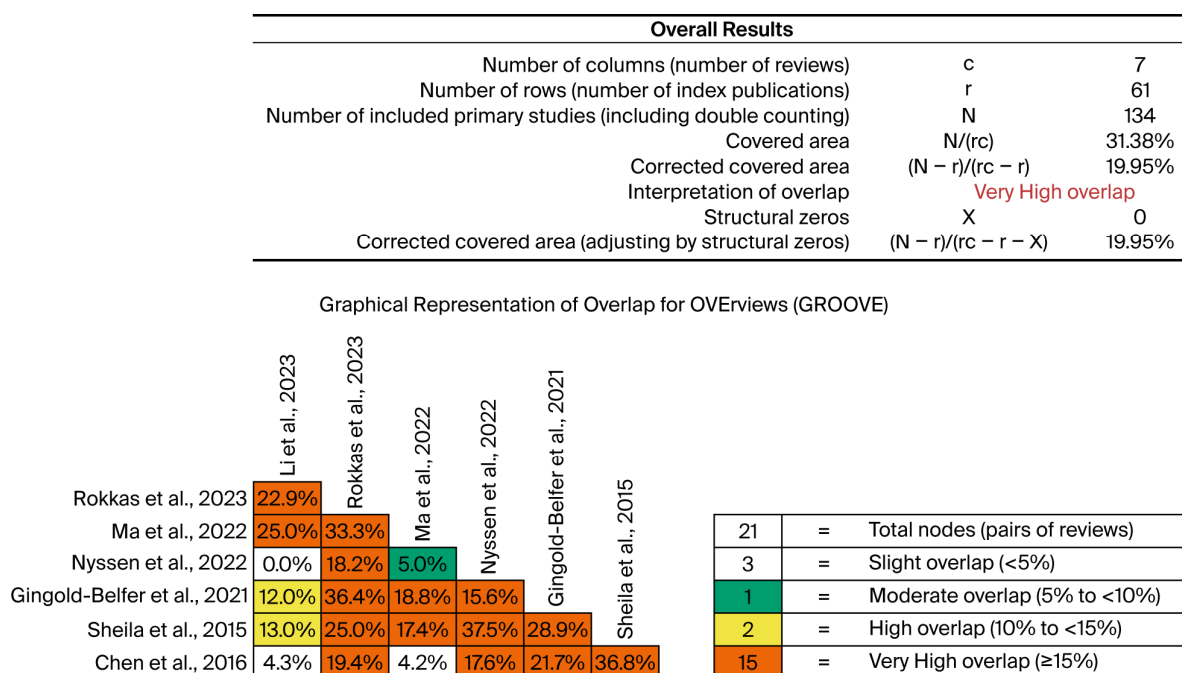 Overall Results
Number of columns (number of reviews) c 7
Number of rows (number of index publications) r 61
Number of included primary studies (including double counting) N 134
Covered area N/(rc) 31.38%
Corrected covered area (N − r)/(rc − r) 19.95%
Interpretation of overlap Very High overlap
Structural zeros X 0
Corrected covered area (adjusting by structural zeros) (N − r)/(rc − r − X) 19.95%
Graphical Representation of Overlap for OVErviews (GROOVE)
Li et al., 2023
Rokkas et al., 2023
Ma et al., 2022
Nyssen et al., 2022
Gingold-Belfer et al., 2021
Sheila et al., 2015
Rokkas et al., 2023 22.9%
Ma et al., 2022 25.0% 33.3%
Nyssen et al., 2022 0.0% 18.2% 5.0%
Gingold-Belfer et al., 2021 12.0% 36.4% 18.8% 15.6%
Sheila et al., 2015 13.0% 25.0% 17.4% 37.5% 28.9%
Chen et al., 2016 4.3% 19.4% 4.2% 17.6% 21.7% 36.8%
21 = Total nodes (pairs of reviews)
3 = Slight overlap (<5%)
1 = Moderate overlap (5% to <10%)
2 = High overlap (10% to <15%)
15 = Very High overlap (≥15%)